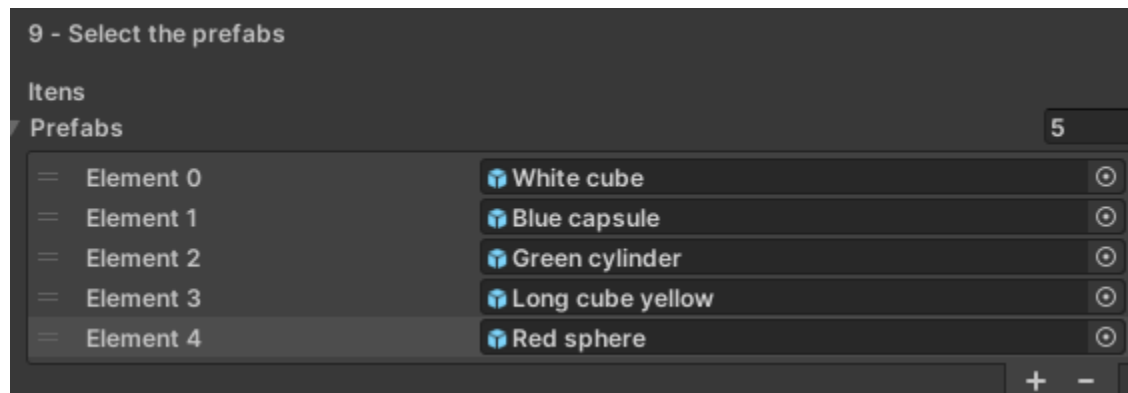 9 - Select the prefabs
Itens
Prefabs 5
Element 0 White cube
Element 1 Blue capsule
Element 2 Green cylinder
Element 3 Long cube yellow
Element 4 Red sphere
+ -